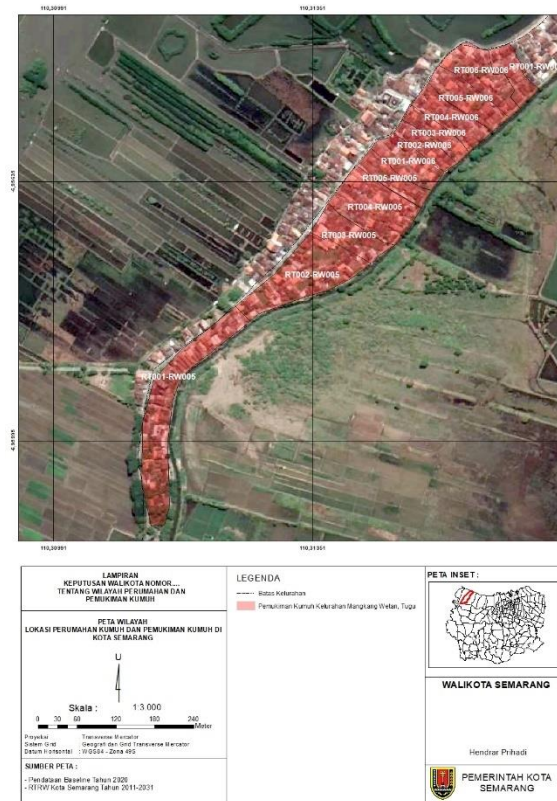 110,30991 110,31351
RT006-RW006
RT001-RW0
RT005-RW006
RT004-RW006
RT003-RW006
RT002-RW006
RT001-RW006
RT005-RW005
RT004-RW005
RT003-RW005
RT002-RW005
RT001-RW005
110,30991 110,31351
LAMPIRAN
KEPUTUSAN WALIKOTA NOMOR....
TENTANG WILAYAH PERUMAHAN DAN
PEMUKIMAN KUMUH
PETA WILAYAH
LOKASI PERUMAHAN KUMUH DAN PEMUKIMAN KUMUH DI
KOTA SEMARANG
U
Skala : 1:3 000
0 30 60 120 180 240
Meter
Proyeksi : Transverse Mercator
Sistem Grid : Geografi dan Grid Transverse Mercator
Datum Horisontal : WGS84 - Zona 49S
SUMBER PETA :
- Pendataan Baseline Tahun 2020
- RTRW Kota Semarang Tahun 2011-2031
LEGENDA
Batas Kelurahan
Pemukiman Kumuh Kelurahan Mangkang Wetan, Tugu
PETA INSET :
WALIKOTA SEMARANG
Hendrar Prihadi
PEMERINTAH KOTA
SEMARANG